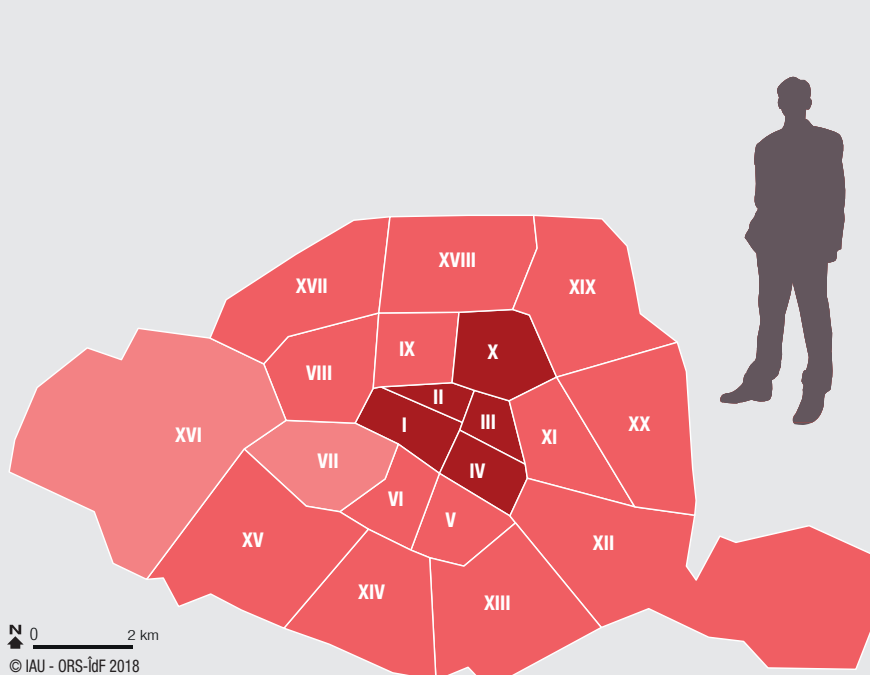 XVIII
XVII
XIX
IX
X
VIII
II
I
III
XI
XX
XVI
VII
IV
VI
V
XV
XII
XIV
XIII
N
0 2 km
© IAU - ORS-îdF 2018